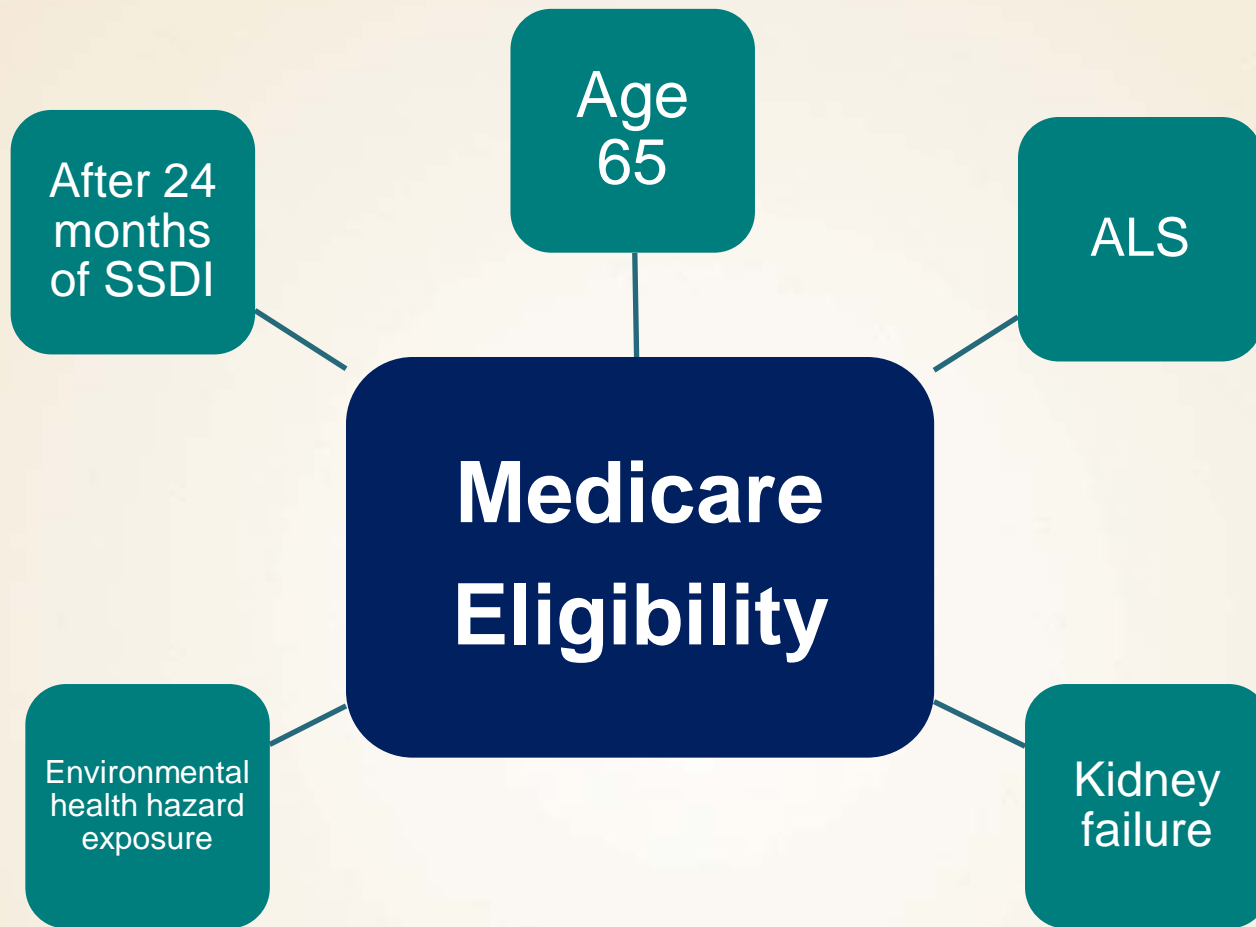 Age
65
After 24
months
of SSDI
ALS
Medicare
Eligibility
Environmental
health hazard
exposure
Kidney
failure